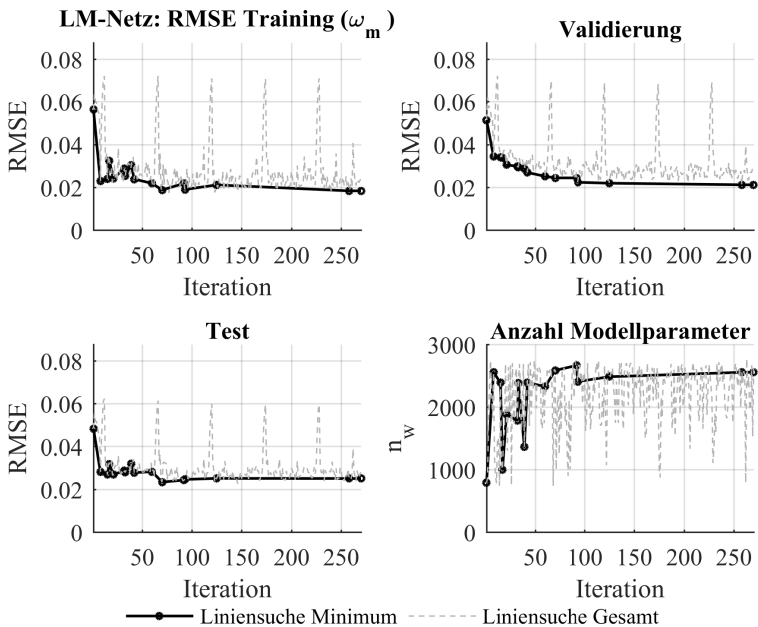 LM-Netz: RMSE Training (ω_m)
RMSE
0.08
0.06
0.04
0.02
0
50 100 150 200 250
Iteration
Validierung
RMSE
0.08
0.06
0.04
0.02
0
50 100 150 200 250
Iteration
Test
RMSE
0.08
0.06
0.04
0.02
0
50 100 150 200 250
Iteration
Anzahl Modellparameter
n_w
3000
2000
1000
0
50 100 150 200 250
Iteration
Liniensuche Minimum Liniensuche Gesamt